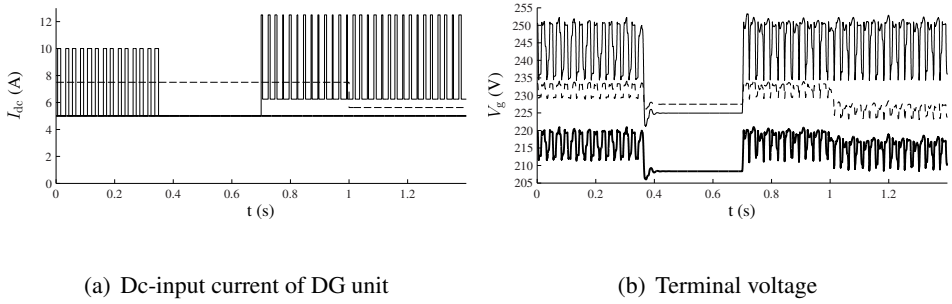 12
10
8
6
4
2
0
I_dc (A)
0 0.2 0.4 0.6 0.8 1 1.2
t (s)
255
250
245
240
235
230
225
220
215
210
205
V_g (V)
0 0.2 0.4 0.6 0.8 1 1.2
t (s)
(a) Dc-input current of DG unit
(b) Terminal voltage